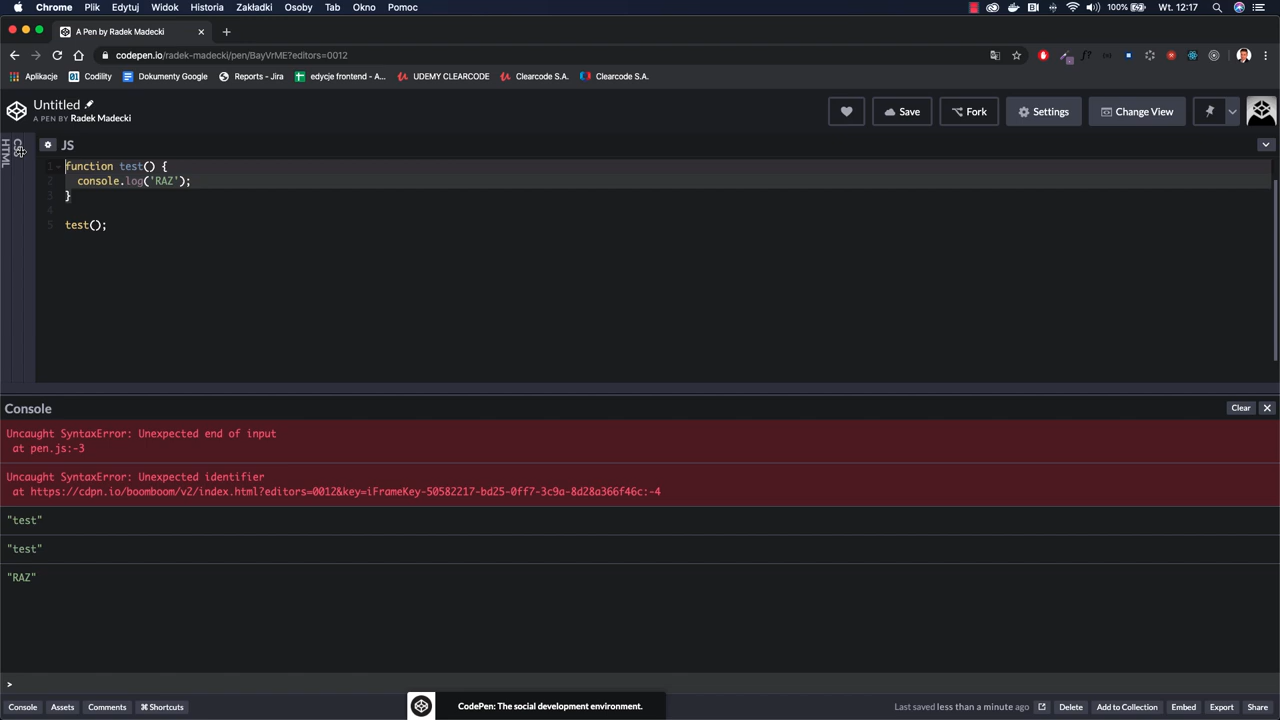 Chrome Plik Edytuj Widok Historia Zakładki Osoby Tab Okno Pomoc 100% Wt. 12:17
A Pen by Radek Madecki
codepen.io/radek-madecki/pen/BayVrME?editors=0012
Aplikacje Codility Dokumenty Google Reports - Jira edycje frontend - A... UDEMY CLEARCODE Clearcode S.A. Clearcode S.A.
Untitled
A PEN BY Radek Madecki
Save Fork Settings Change View
HTML
CSS
JS
1 function test() {
2 console.log('RAZ');
3 }
4
5 test();
Console
Clear
Uncaught SyntaxError: Unexpected end of input
at pen.js:-3
Uncaught SyntaxError: Unexpected identifier
at https://cdpn.io/boomboom/v2/index.html?editors=0012&key=iFrameKey-50582217-bd25-0ff7-3c9a-8d28a366f46c:-4
"test"
"test"
"RAZ"
>
Console Assets Comments ⌘ Shortcuts CodePen: The social development environment. Last saved less than a minute ago Delete Add to Collection Embed Export Share